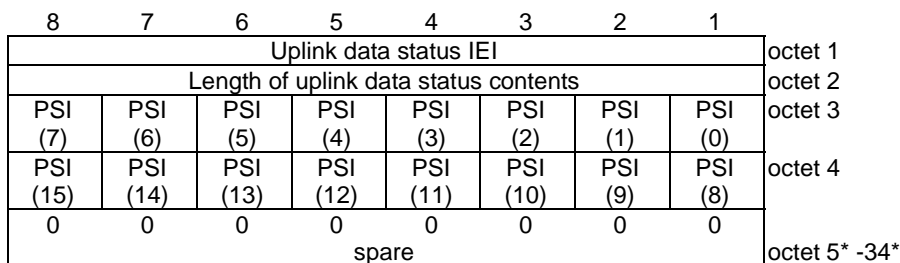 8 7 6 5 4 3 2 1
Uplink data status IEI octet 1
Length of uplink data status contents octet 2
PSI PSI PSI PSI PSI PSI PSI PSI octet 3
(7) (6) (5) (4) (3) (2) (1) (0)
PSI PSI PSI PSI PSI PSI PSI PSI octet 4
(15) (14) (13) (12) (11) (10) (9) (8)
0 0 0 0 0 0 0 0
spare octet 5* -34*